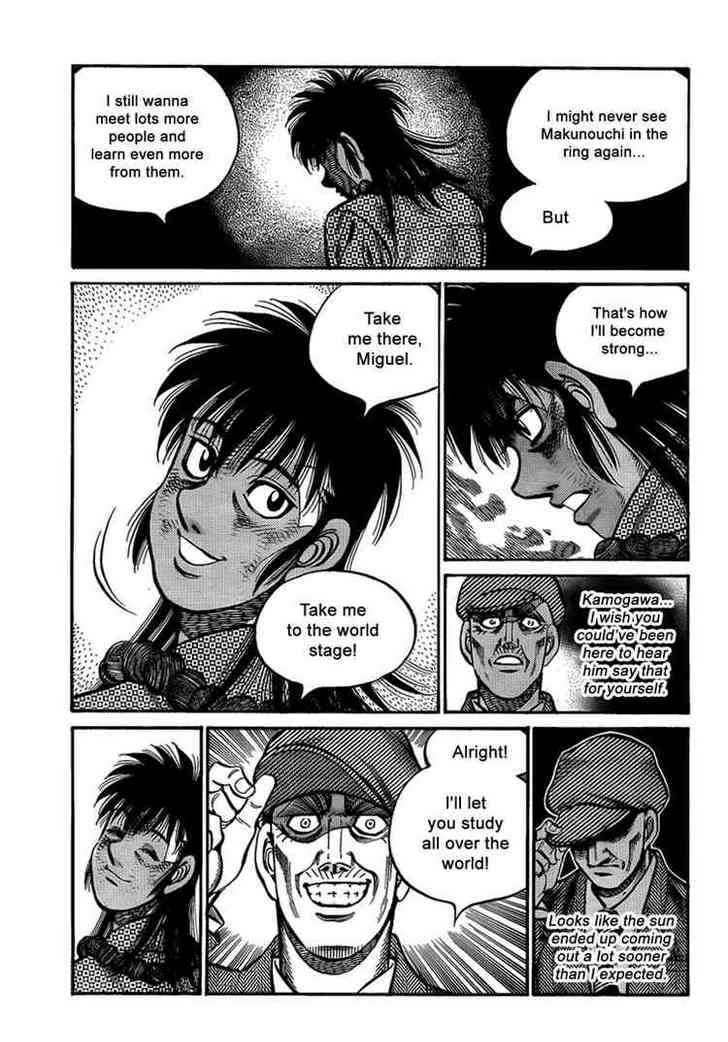 I might never see
Makunouchi in the
ring again...
But
I still wanna
meet lots more
people and
learn even more
from them.
That's how
I'll become
strong...
Take
me there,
Miguel.
Take me
to the world
stage!
Kamogawa...
I wish you
could've been
here to hear
him say that
for yourself.
Looks like the sun
ended up coming
out a lot sooner
than I expected.
Alright!
I'll let
you study
all over the
world!